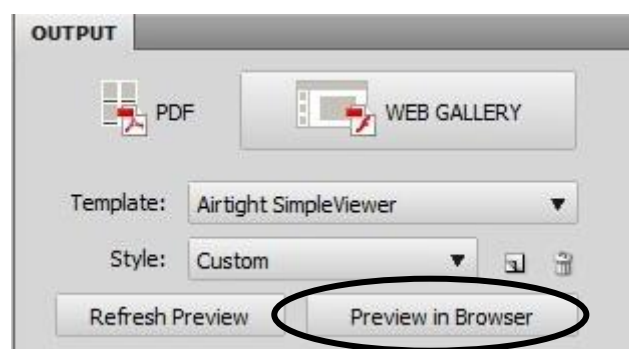 OUTPUT
PDF WEB GALLERY
Template: Airtight SimpleViewer
Style: Custom
Refresh Preview Preview in Browser